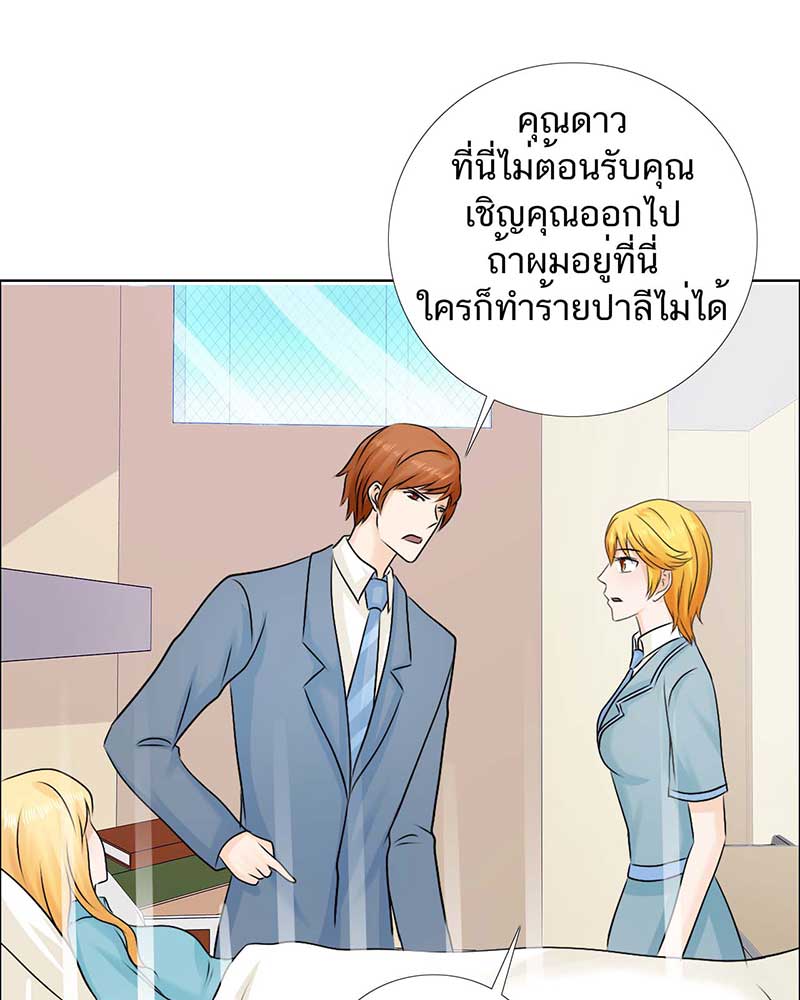 คุณดาว
ที่นี่ไม่ต้อนรับคุณ
เชิญคุณออกไป
ถ้าผมอยู่ที่นี่
ใครก็ทำร้ายปาลีไม่ได้